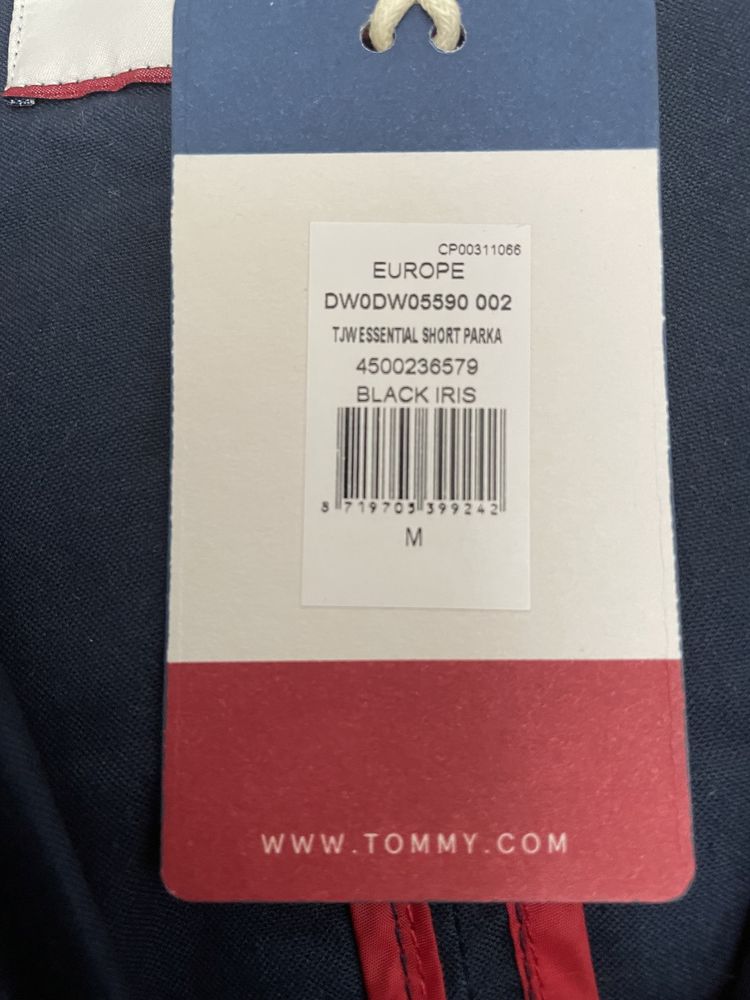 CP00311066
EUROPE
DW0DW05590 002
TJW ESSENTIAL SHORT PARKA
4500236579
BLACK IRIS
8 719703 399242
M
WWW.TOMMY.COM